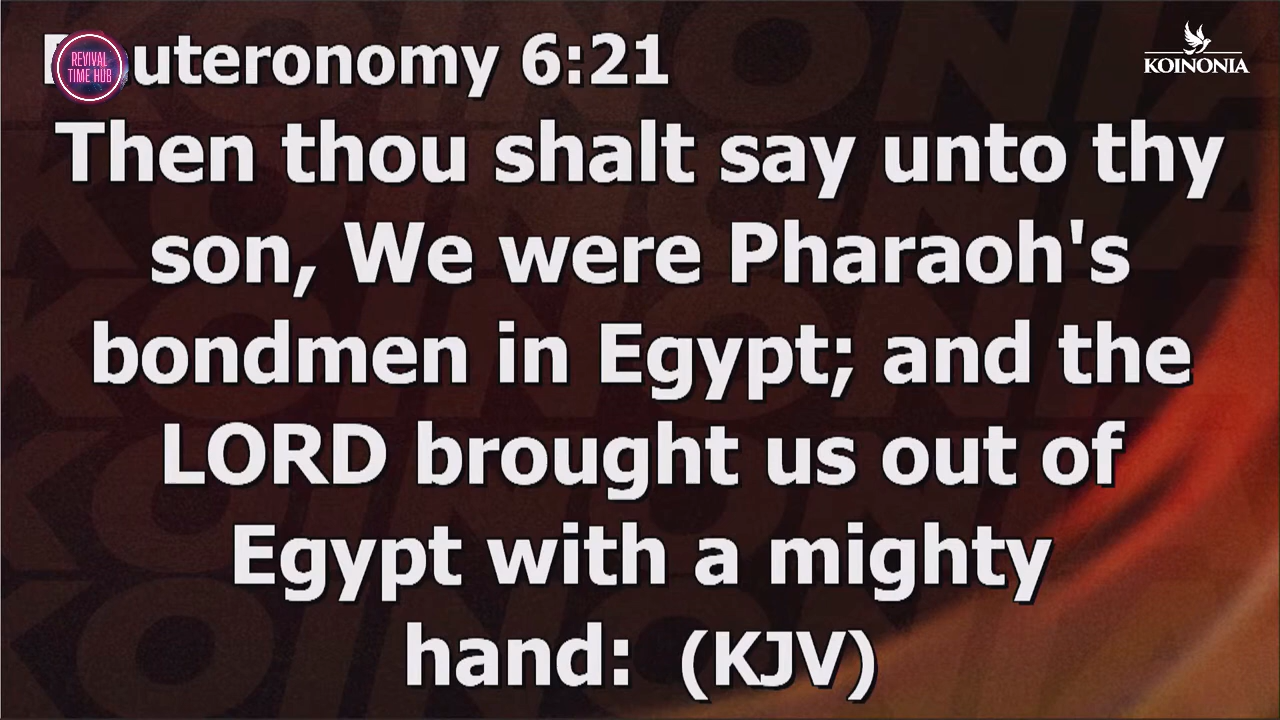 Deuteronomy 6:21
REVIVAL
TIME HUB
KOINONIA
Then thou shalt say unto thy
son, We were Pharaoh's
bondmen in Egypt; and the
LORD brought us out of
Egypt with a mighty
hand: (KJV)